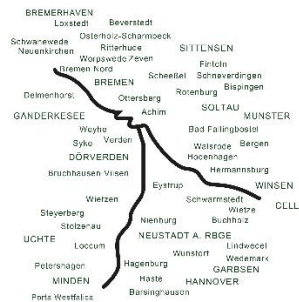 BREMERHAVEN
Loxstedt Beverstedt
Osterholz-Scharmbeck
Schwanewede Ritterhude SITTENSEN
Neuenkirchen
Worpswede Zeven Finteln
Bremen Nord Scheeßel Schneverdingen
BREMEN Bispingen
Delmenhorst Ottersberg Rotenburg
SOLTAU
Achim
GANDERKESEE MUNSTER
Weyhe Bad Fallingbostel
Syke Verden Walsrode Bergen
DÖRVERDEN Hodenhagen
Bruchhausen Vilsen Hermannsburg
Eystrup WINSEN
Wietzen Schwarmstedt
CELL
Steyerberg Wietze
Stolzenau Nienburg Buchholz
UCHTE NEUSTADT A. RBGE
Loccum Lindwecel
Wunstorf Wedemark
Petershagen Hagenburg GARBSEN
MINDEN Haste HANNOVER
Barsinghausen
Porta Westfalica